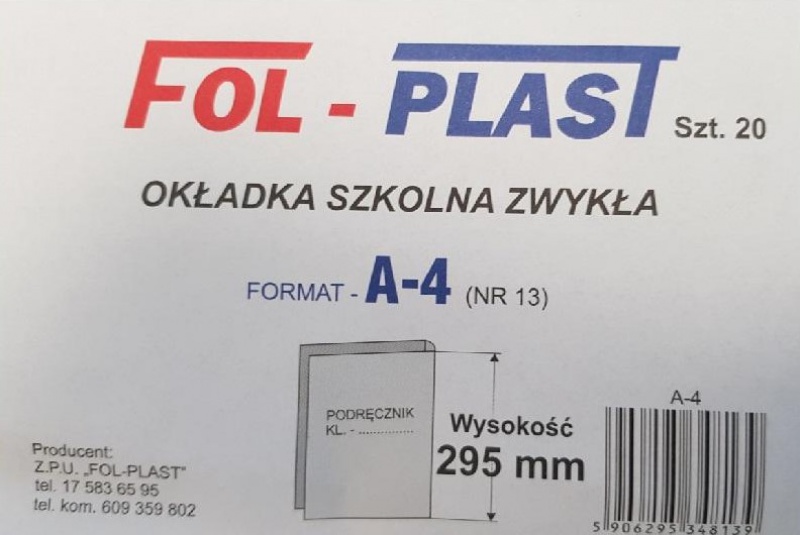 FOL - PLAST Szt. 20
OKŁADKA SZKOLNA ZWYKŁA
FORMAT - A-4 (NR 13)
PODRĘCZNIK
KL. - ................
Wysokość
295 mm
A-4
5 906295 348139
Producent:
Z.P.U. „FOL-PLAST"
tel. 17 583 65 95
tel. kom. 609 359 802